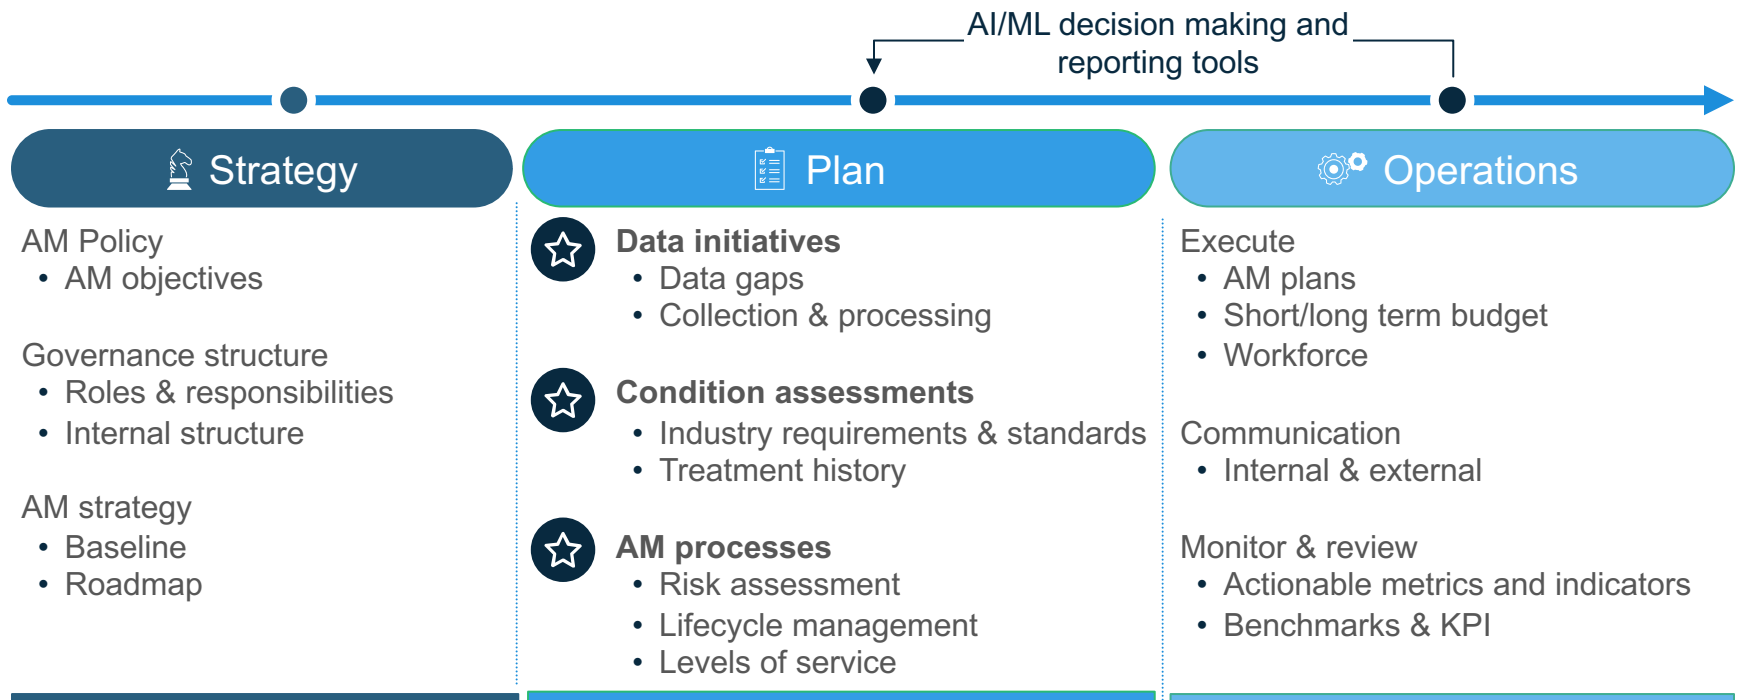 AI/ML decision making and
reporting tools
Strategy
Plan
Operations
AM Policy
• AM objectives
Governance structure
• Roles & responsibilities
• Internal structure
AM strategy
• Baseline
• Roadmap
Data initiatives
• Data gaps
• Collection & processing
Condition assessments
• Industry requirements & standards
• Treatment history
AM processes
• Risk assessment
• Lifecycle management
• Levels of service
Execute
• AM plans
• Short/long term budget
• Workforce
Communication
• Internal & external
Monitor & review
• Actionable metrics and indicators
• Benchmarks & KPI